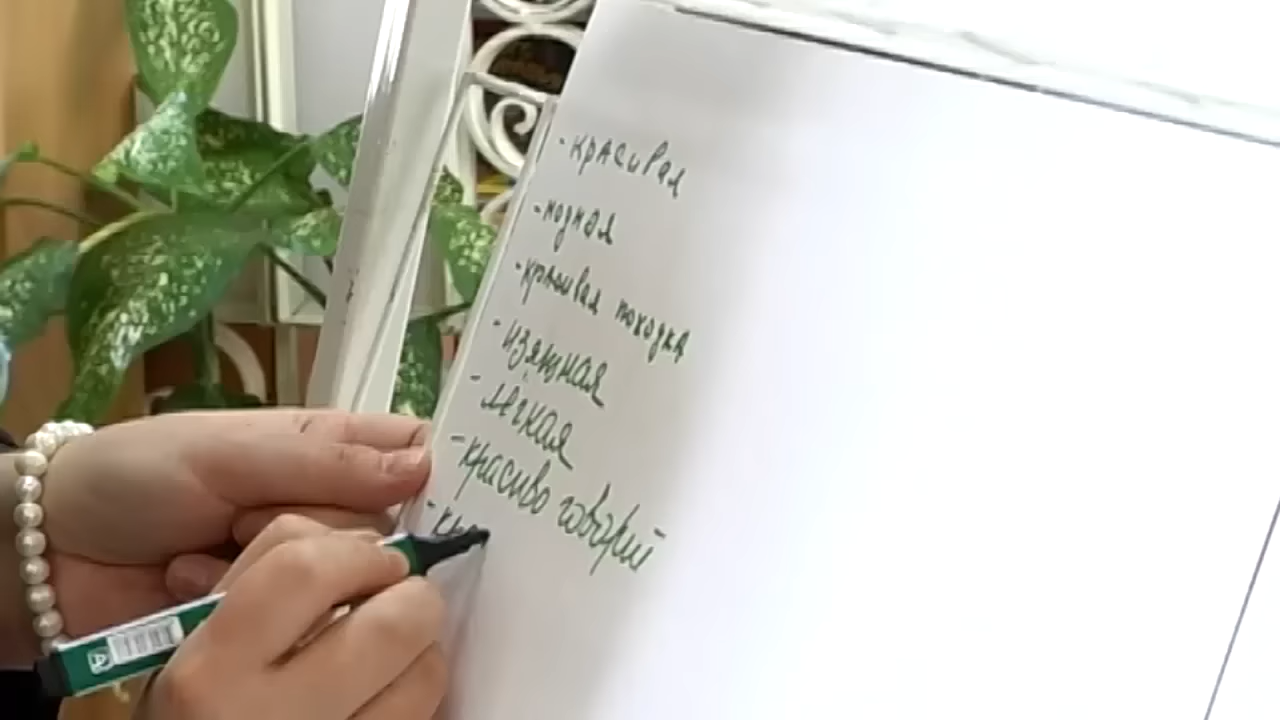 - красивая
- модная
- красивая походка
- изящная
- лёгкая
- красиво говорит